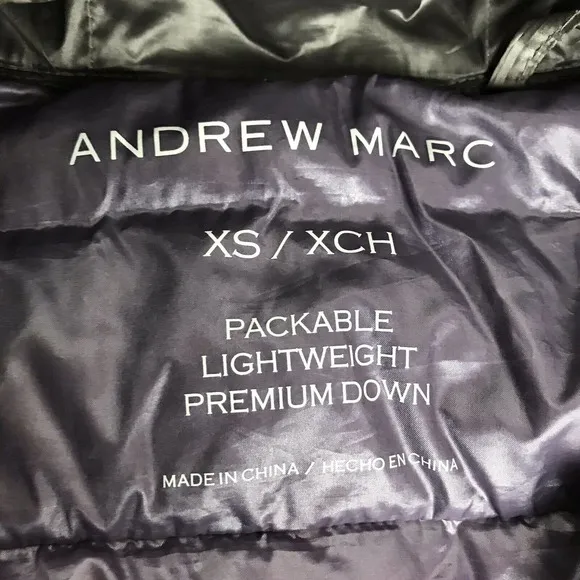 ANDREW MARC
XS / XCH
PACKABLE
LIGHTWEIGHT
PREMIUM DOWN
MADE IN CHINA / HECHO EN CHINA